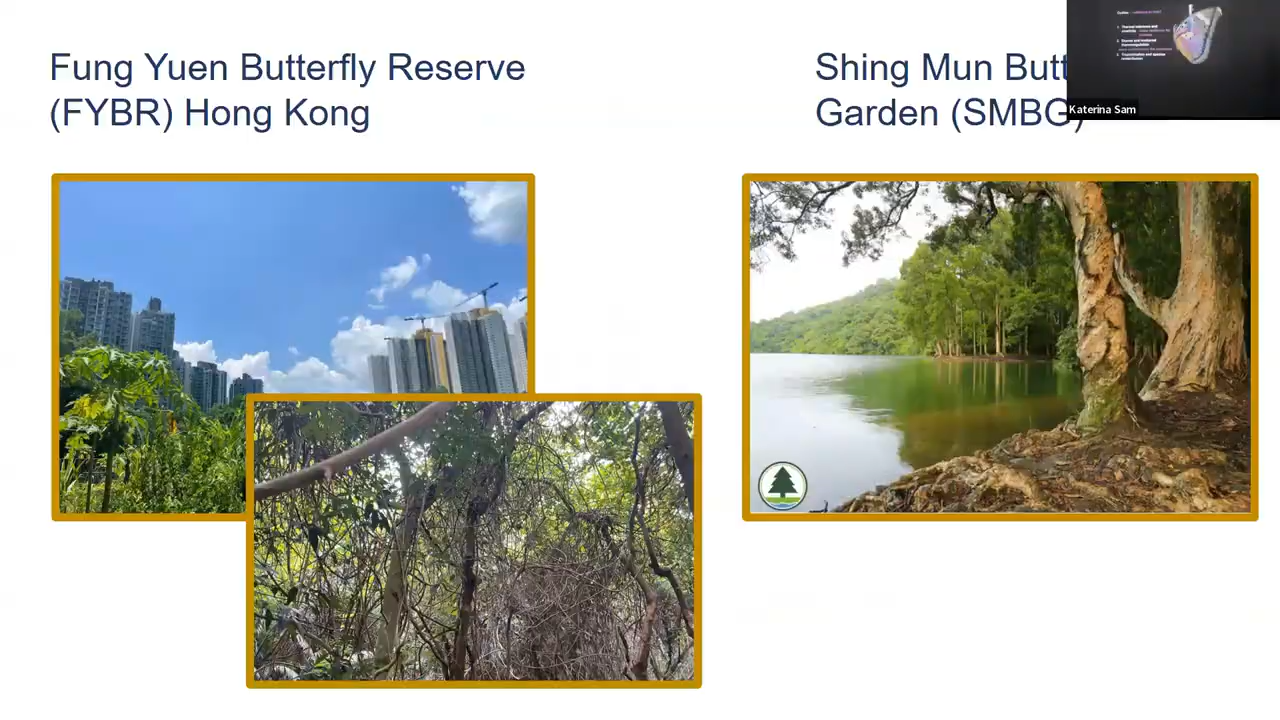 Fung Yuen Butterfly Reserve
(FYBR) Hong Kong
Shing Mun Butt
Garden (SMBG)
Katerina Sam